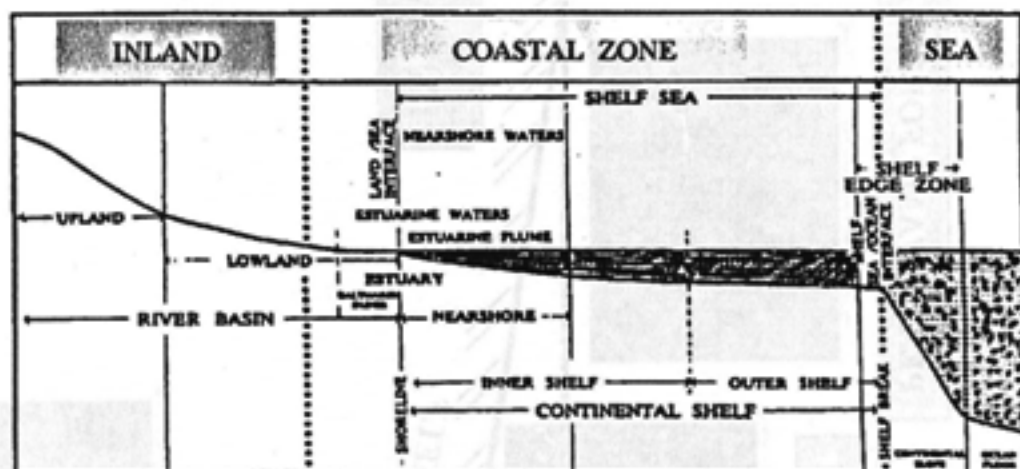 INLAND
COASTAL ZONE
SEA
SHELF SEA
LAND/SEA
INTERFACE
NEARSHORE WATERS
SHELF
EDGE ZONE
UPLAND
ESTUARINE WATERS
ESTUARINE PLUME
SHELF
SEA/OCEAN
INTERFACE
LOWLAND
ESTUARY
RIVER BASIN
NEARSHORE
INNER SHELF
OUTER SHELF
CONTINENTAL SHELF
SHORELINE
SHELF BREAK
CONTINENTAL